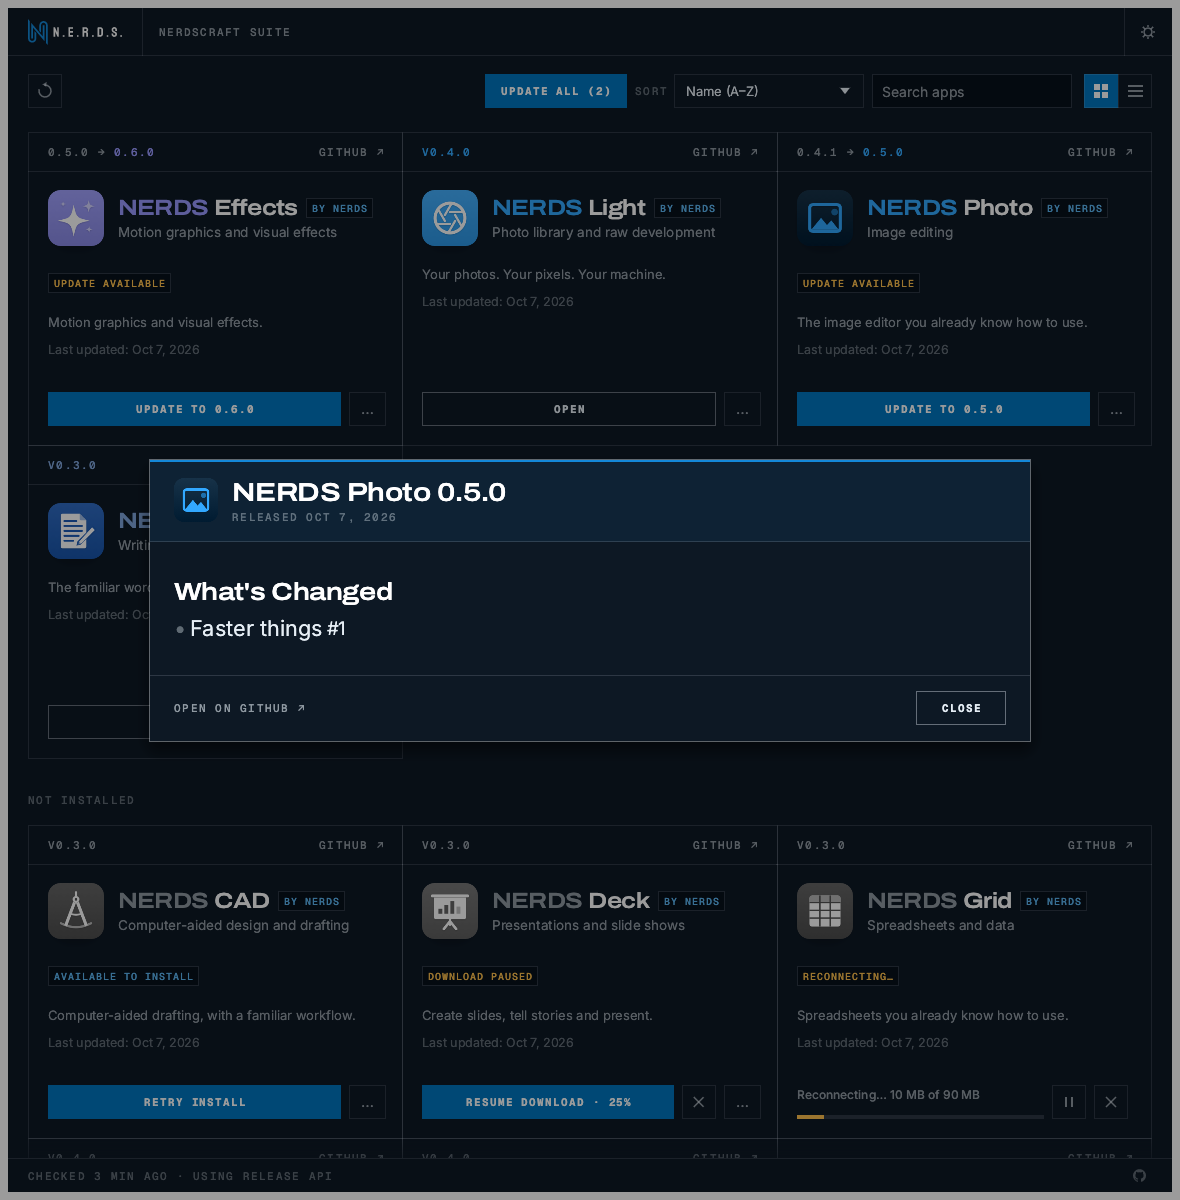 N.E.R.D.S.
NERDSCRAFT SUITE
UPDATE ALL (2)
SORT
Name (A–Z)
Search apps
0.5.0 → 0.6.0
GITHUB ↗
NERDS Effects
BY NERDS
Motion graphics and visual effects
UPDATE AVAILABLE
Motion graphics and visual effects.
Last updated: Oct 7, 2026
UPDATE TO 0.6.0
...
V0.4.0
GITHUB ↗
NERDS Light
BY NERDS
Photo library and raw development
Your photos. Your pixels. Your machine.
Last updated: Oct 7, 2026
OPEN
...
0.4.1 → 0.5.0
GITHUB ↗
NERDS Photo
BY NERDS
Image editing
UPDATE AVAILABLE
The image editor you already know how to use.
Last updated: Oct 7, 2026
UPDATE TO 0.5.0
...
V0.3.0
The familiar
Last updated:
NERDS Photo 0.5.0
RELEASED OCT 7, 2026
What's Changed
• Faster things #1
OPEN ON GITHUB ↗
CLOSE
NOT INSTALLED
V0.3.0
GITHUB ↗
NERDS CAD
BY NERDS
Computer-aided design and drafting
AVAILABLE TO INSTALL
Computer-aided drafting, with a familiar workflow.
Last updated: Oct 7, 2026
RETRY INSTALL
...
V0.3.0
GITHUB ↗
NERDS Deck
BY NERDS
Presentations and slide shows
DOWNLOAD PAUSED
Create slides, tell stories and present.
Last updated: Oct 7, 2026
RESUME DOWNLOAD · 25%
...
V0.3.0
GITHUB ↗
NERDS Grid
BY NERDS
Spreadsheets and data
RECONNECTING…
Spreadsheets you already know how to use.
Last updated: Oct 7, 2026
Reconnecting… 10 MB of 90 MB
CHECKED 3 MIN AGO · USING RELEASE API